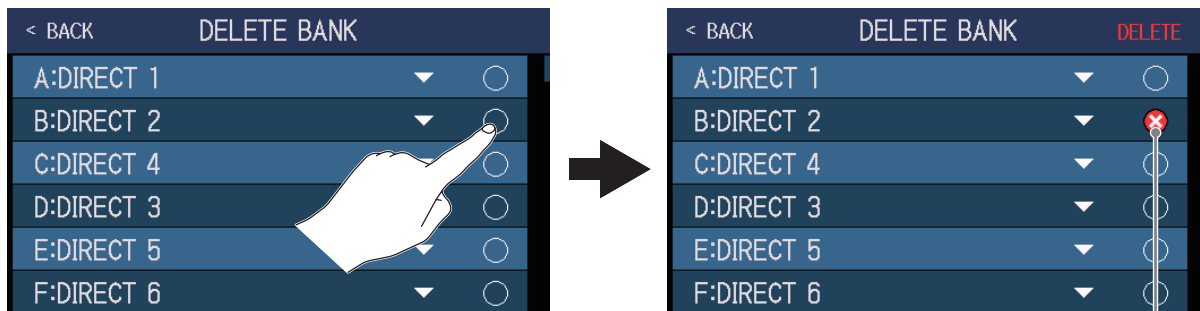 < BACK DELETE BANK
A:DIRECT 1
B:DIRECT 2
C:DIRECT 4
D:DIRECT 3
E:DIRECT 5
F:DIRECT 6
< BACK DELETE BANK DELETE
A:DIRECT 1
B:DIRECT 2
C:DIRECT 4
D:DIRECT 3
E:DIRECT 5
F:DIRECT 6